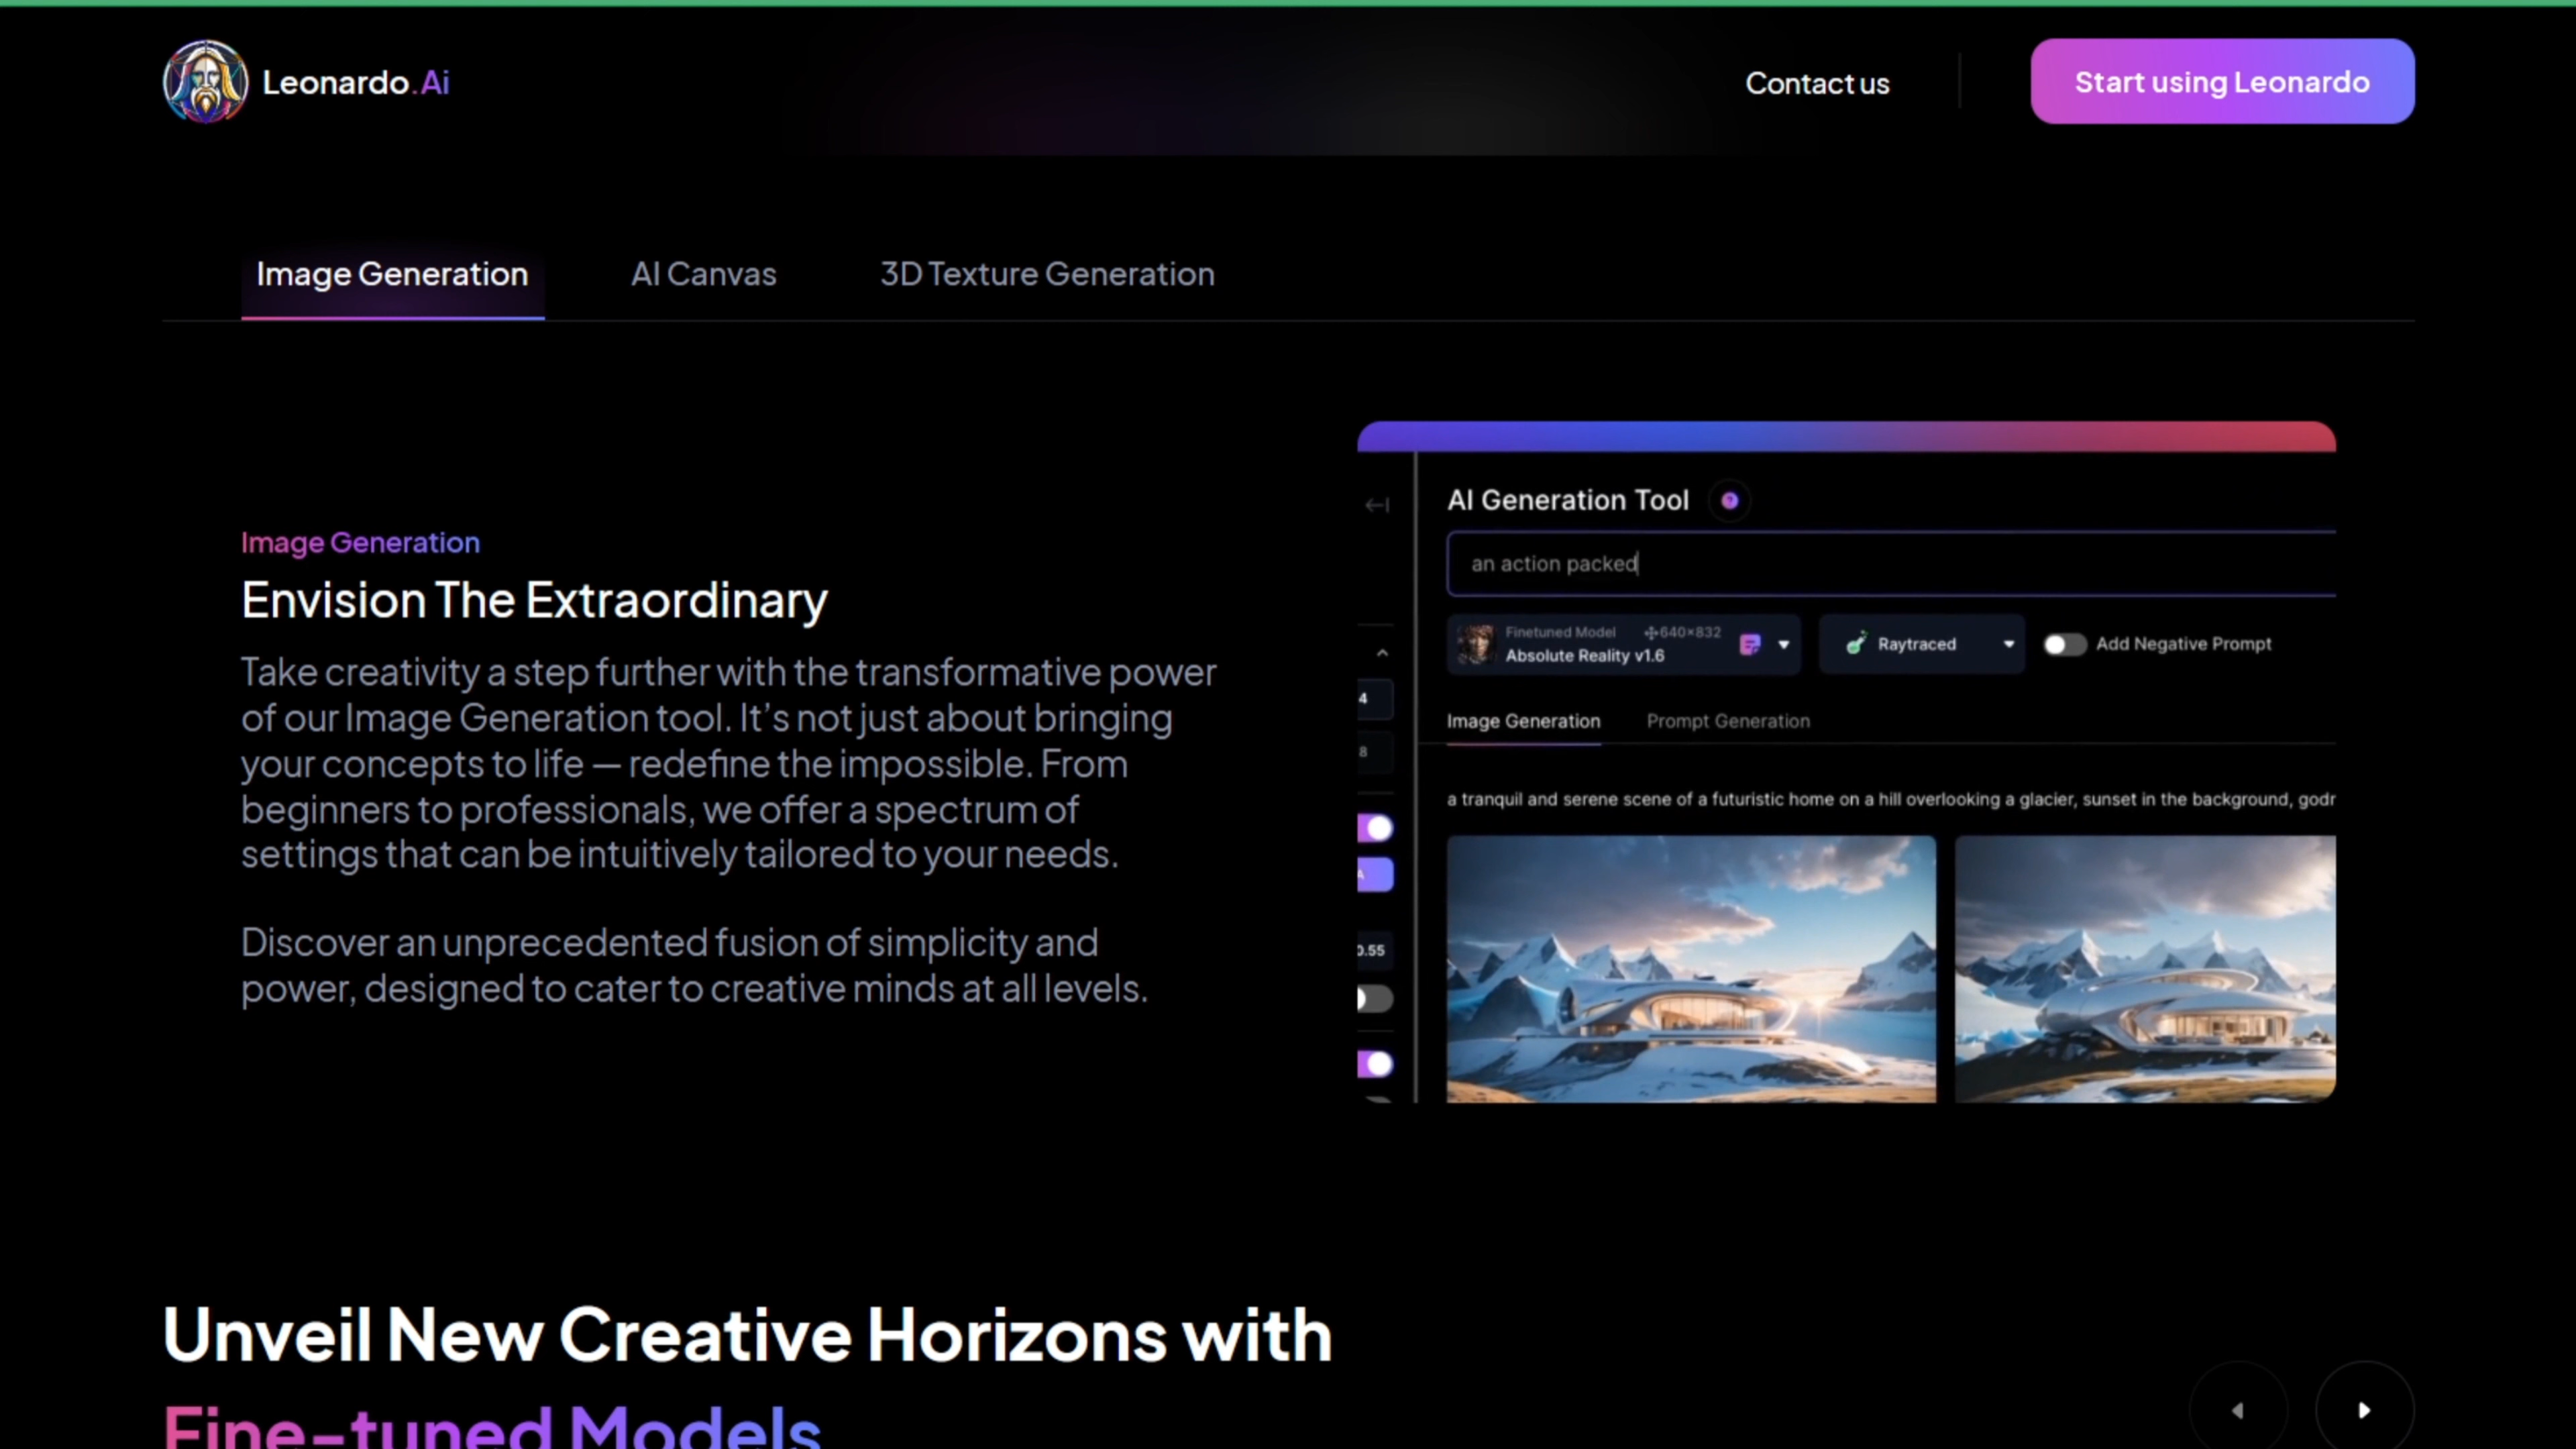 Leonardo.Ai
Contact us
Start using Leonardo
Image Generation
AI Canvas
3D Texture Generation
Image Generation
Envision The Extraordinary
Take creativity a step further with the transformative power
of our Image Generation tool. It’s not just about bringing
your concepts to life — redefine the impossible. From
beginners to professionals, we offer a spectrum of
settings that can be intuitively tailored to your needs.
Discover an unprecedented fusion of simplicity and
power, designed to cater to creative minds at all levels.
AI Generation Tool
an action packed
Finetuned Model
640×832
Absolute Reality v1.6
Raytraced
Add Negative Prompt
4
8
Image Generation
Prompt Generation
a tranquil and serene scene of a futuristic home on a hill overlooking a glacier, sunset in the background, godr
0.55
Unveil New Creative Horizons with
Fine-tuned Models